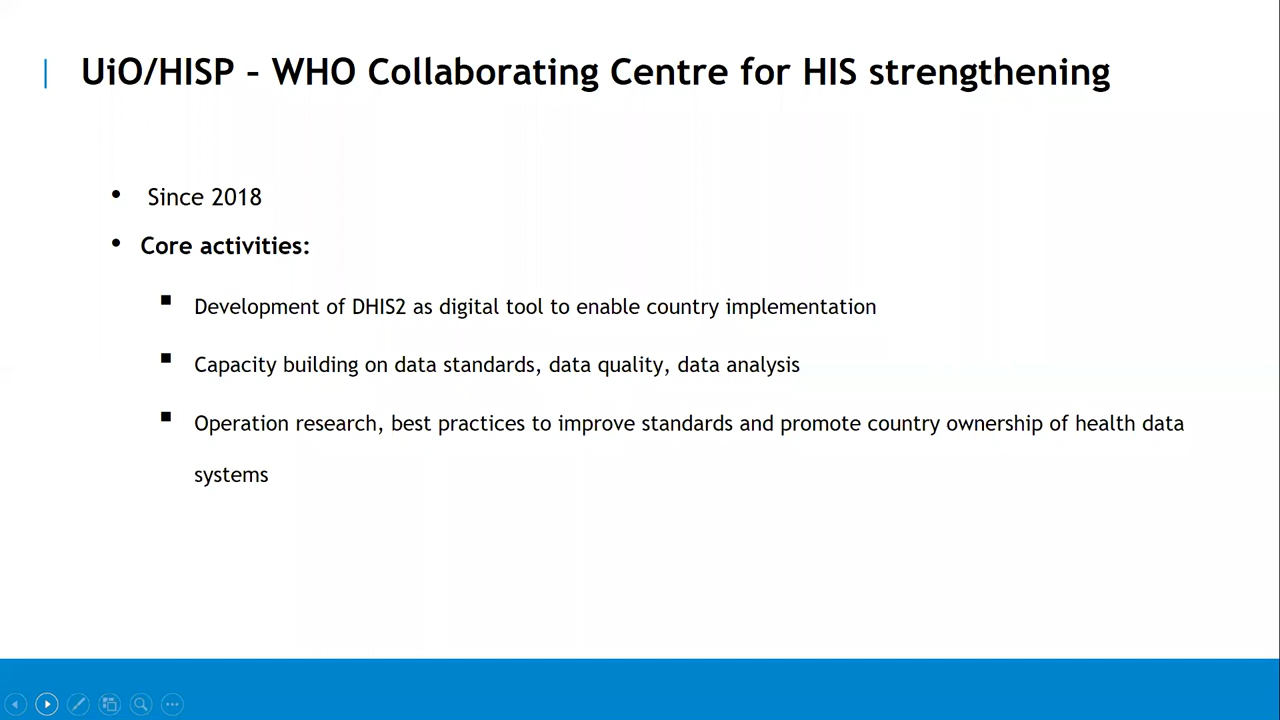 UiO/HISP – WHO Collaborating Centre for HIS strengthening
• Since 2018
• Core activities:
▪ Development of DHIS2 as digital tool to enable country implementation
▪ Capacity building on data standards, data quality, data analysis
▪ Operation research, best practices to improve standards and promote country ownership of health data
systems